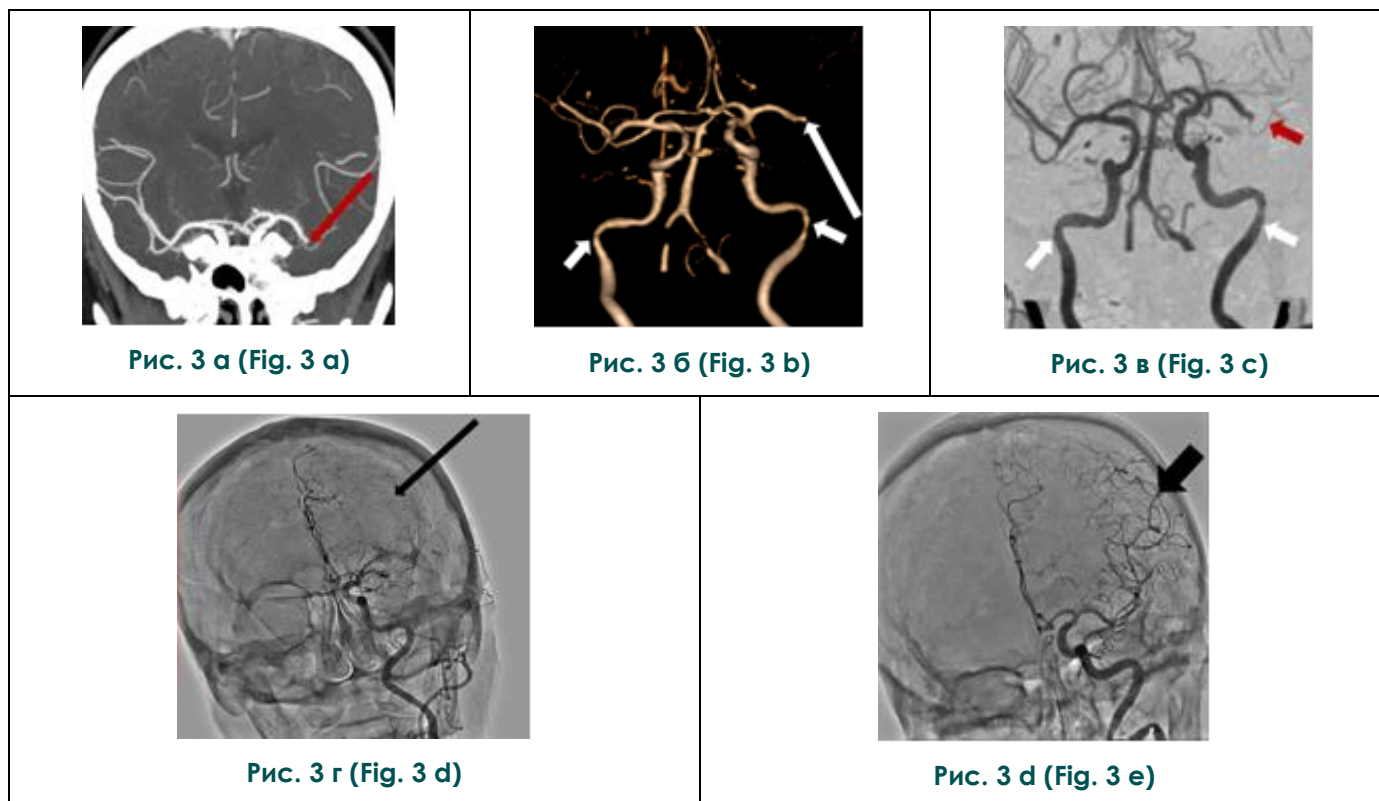 Рис. 3 а (Fig. 3 a)
Рис. 3 б (Fig. 3 b)
Рис. 3 в (Fig. 3 c)
Рис. 3 г (Fig. 3 d)
Рис. 3 d (Fig. 3 e)